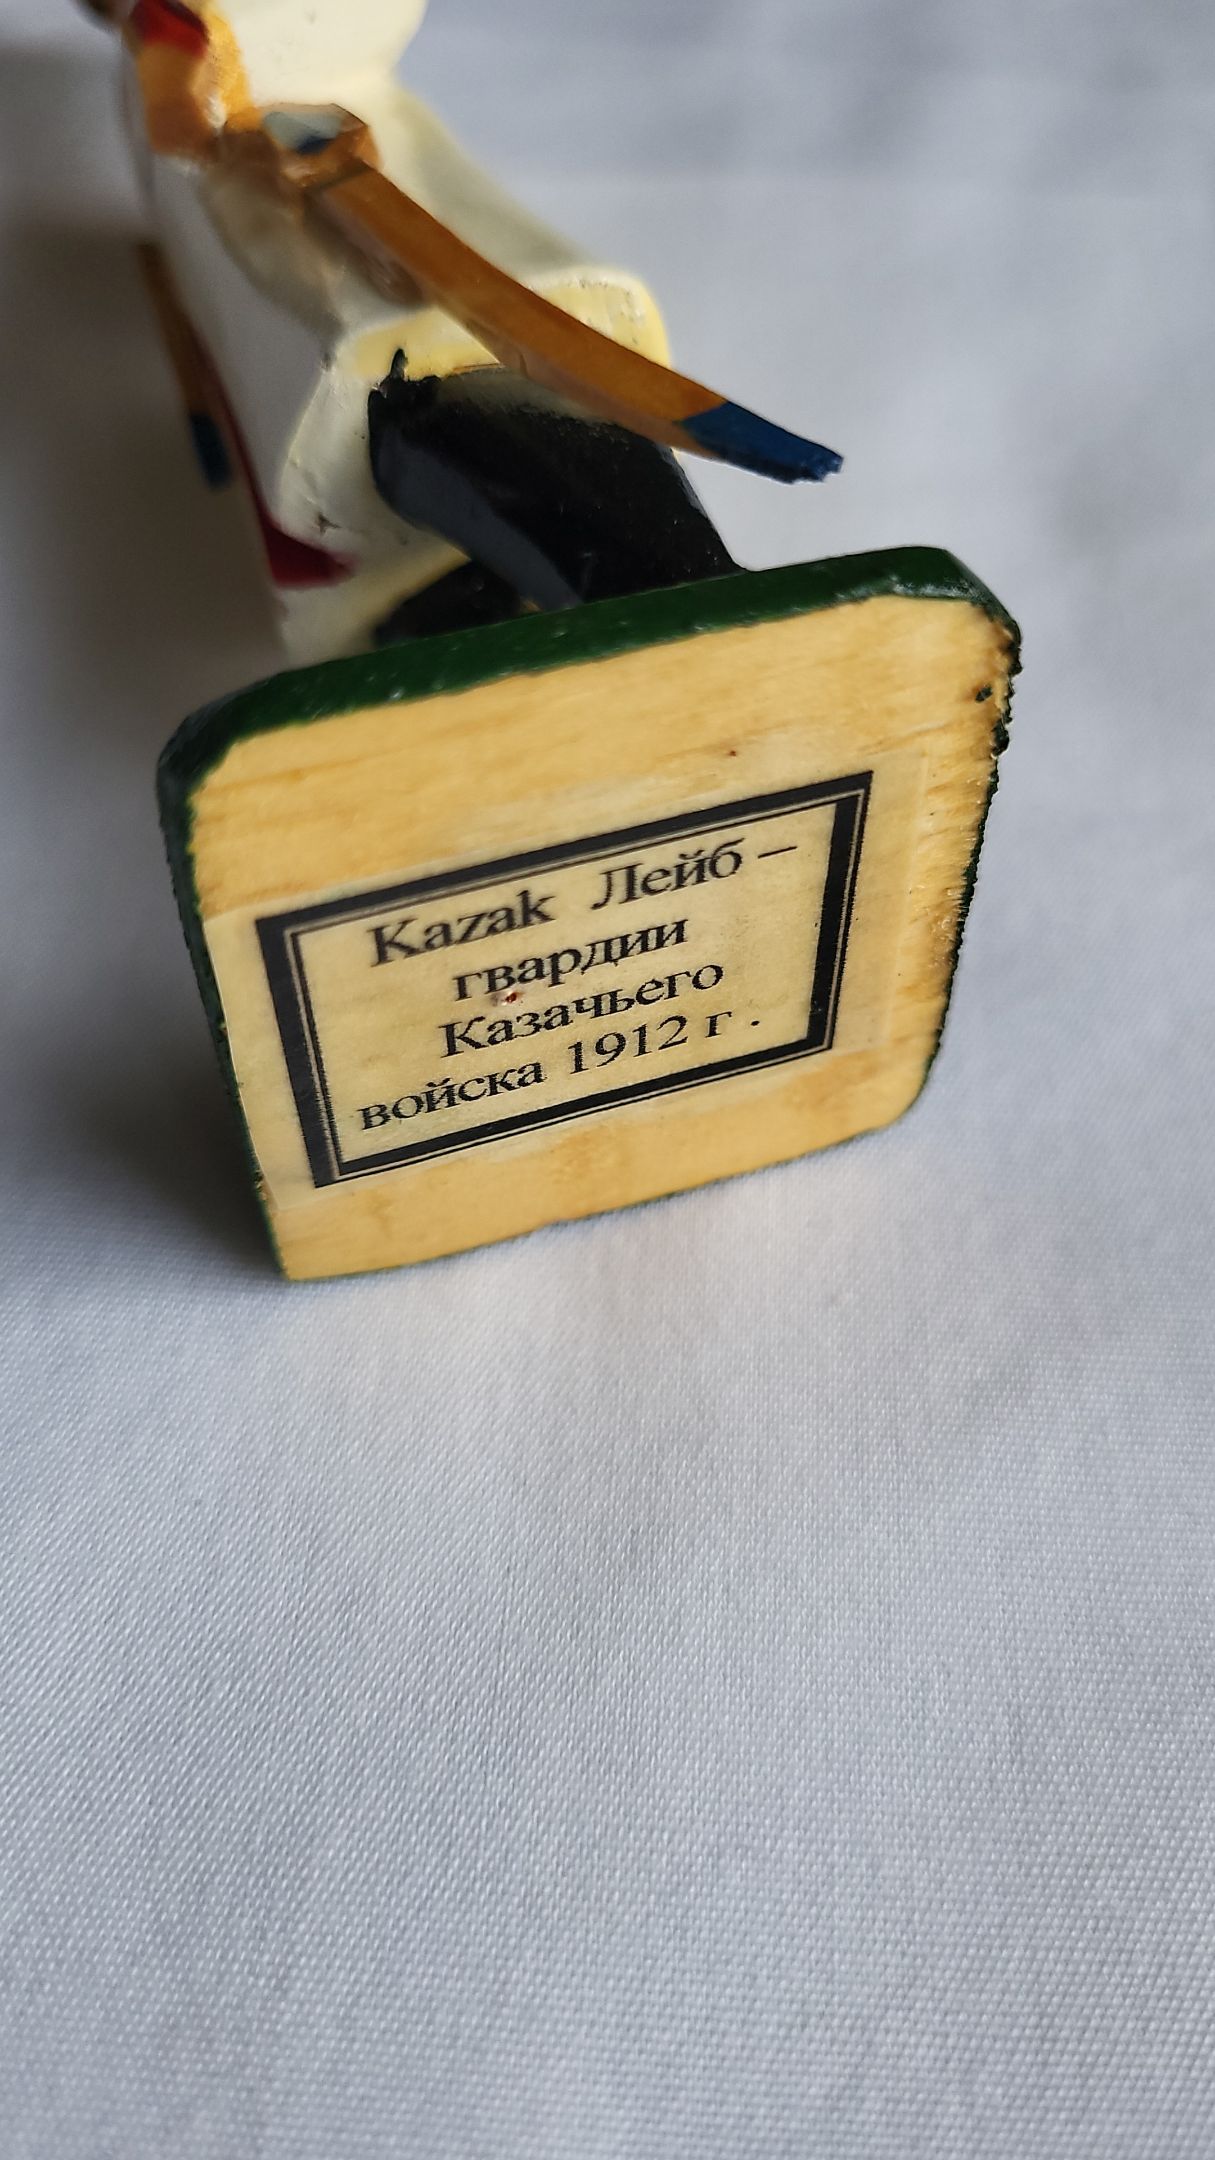 Kazak Лейб –
гвардии
Казачьего
войска 1912 г .